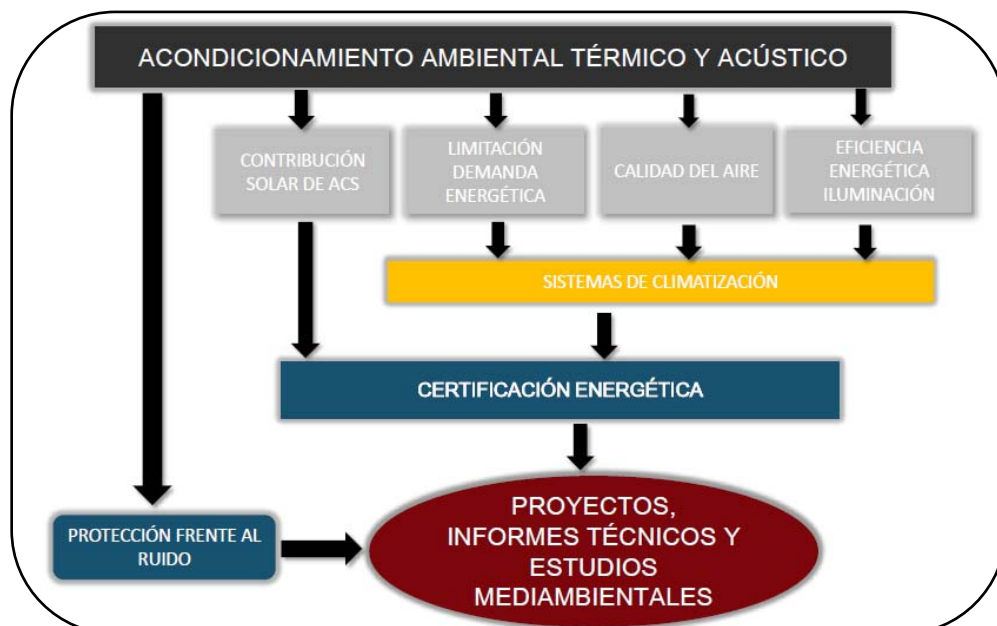 ACONDICIONAMIENTO AMBIENTAL TÉRMICO Y ACÚSTICO
CONTRIBUCIÓN
SOLAR DE ACS
LIMITACIÓN
DEMANDA
ENERGÉTICA
CALIDAD DEL AIRE
EFICIENCIA
ENERGÉTICA
ILUMINACIÓN
SISTEMAS DE CLIMATIZACIÓN
CERTIFICACIÓN ENERGÉTICA
PROTECCIÓN FRENTE AL
RUIDO
PROYECTOS,
INFORMES TÉCNICOS Y
ESTUDIOS
MEDIAMBIENTALES